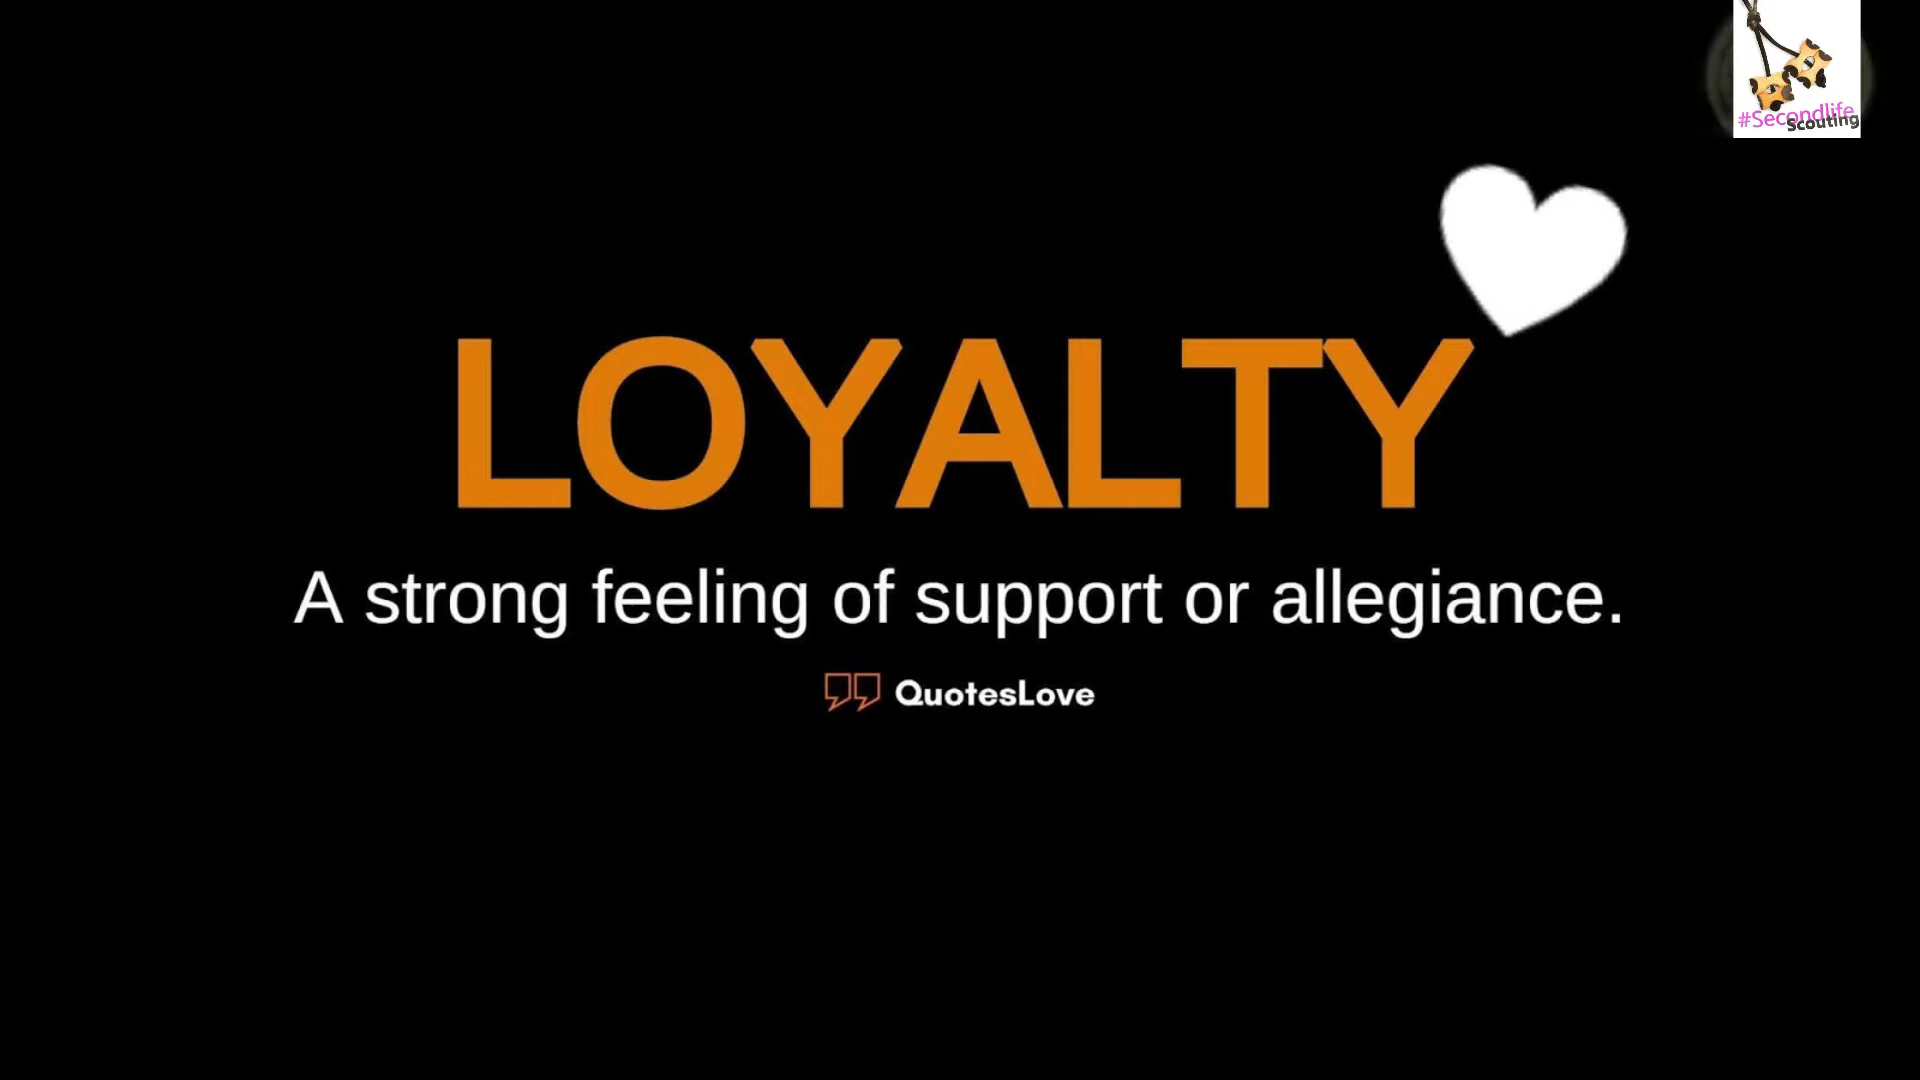 #Secondlife
Scouting
LOYALTY
A strong feeling of support or allegiance.
QuotesLove